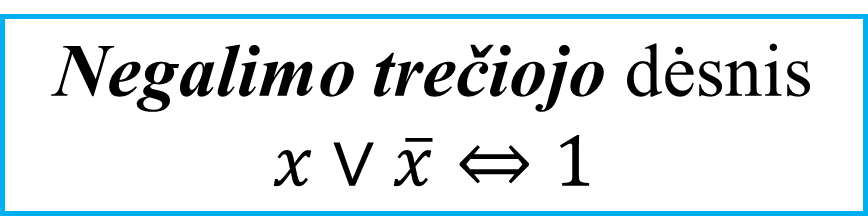 Negalimo trečiojo dėsnis
x ∨ x̄ ⇔ 1